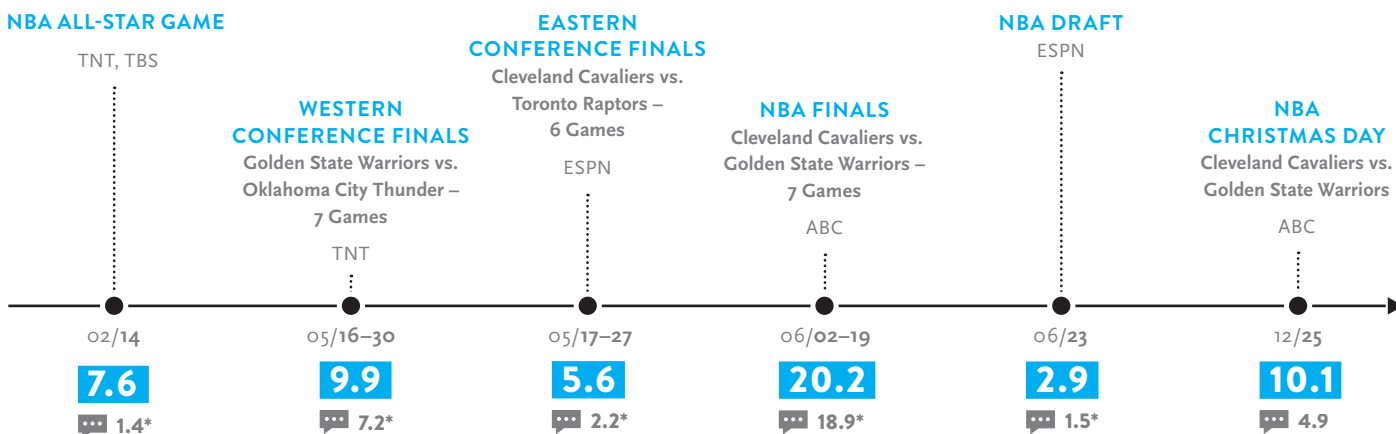 NBA ALL-STAR GAME
TNT, TBS
02/14
7.6
1.4*
WESTERN
CONFERENCE FINALS
Golden State Warriors vs.
Oklahoma City Thunder –
7 Games
TNT
05/16–30
9.9
7.2*
EASTERN
CONFERENCE FINALS
Cleveland Cavaliers vs.
Toronto Raptors –
6 Games
ESPN
05/17–27
5.6
2.2*
NBA FINALS
Cleveland Cavaliers vs.
Golden State Warriors –
7 Games
ABC
06/02–19
20.2
18.9*
NBA DRAFT
ESPN
06/23
2.9
1.5*
NBA
CHRISTMAS DAY
Cleveland Cavaliers vs.
Golden State Warriors
ABC
12/25
10.1
4.9